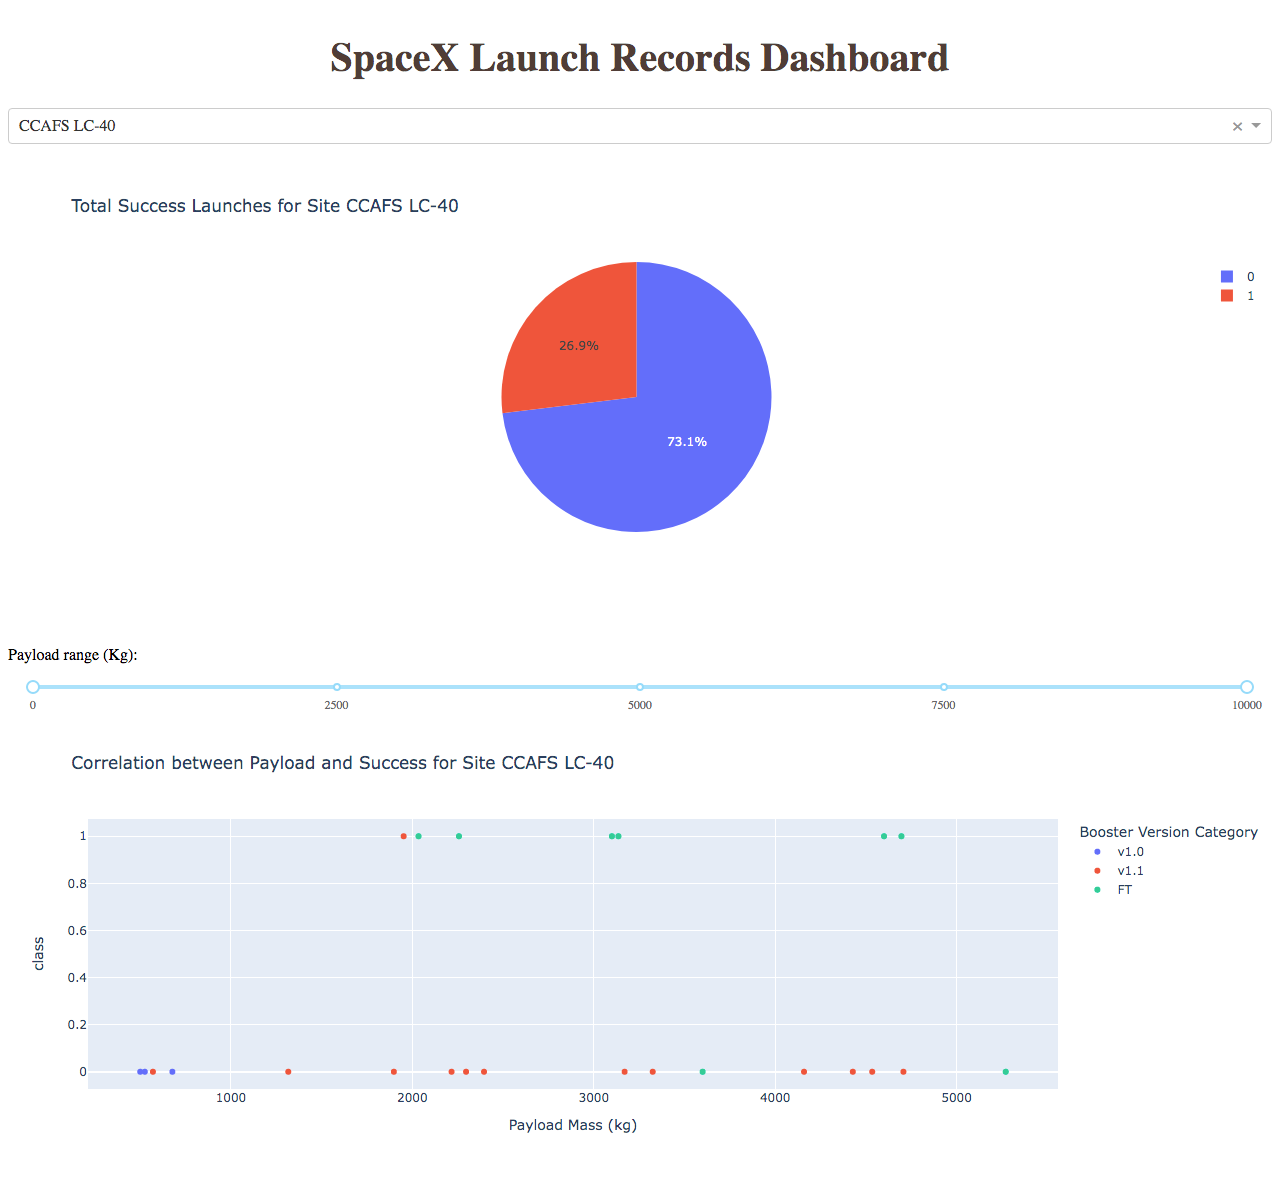 SpaceX Launch Records Dashboard
CCAFS LC-40
Total Success Launches for Site CCAFS LC-40
0
1
26.9%
73.1%
Payload range (Kg):
0 2500 5000 7500 10000
Correlation between Payload and Success for Site CCAFS LC-40
Booster Version Category
v1.0
v1.1
FT
1
0.8
0.6
0.4
0.2
0
class
1000 2000 3000 4000 5000
Payload Mass (kg)